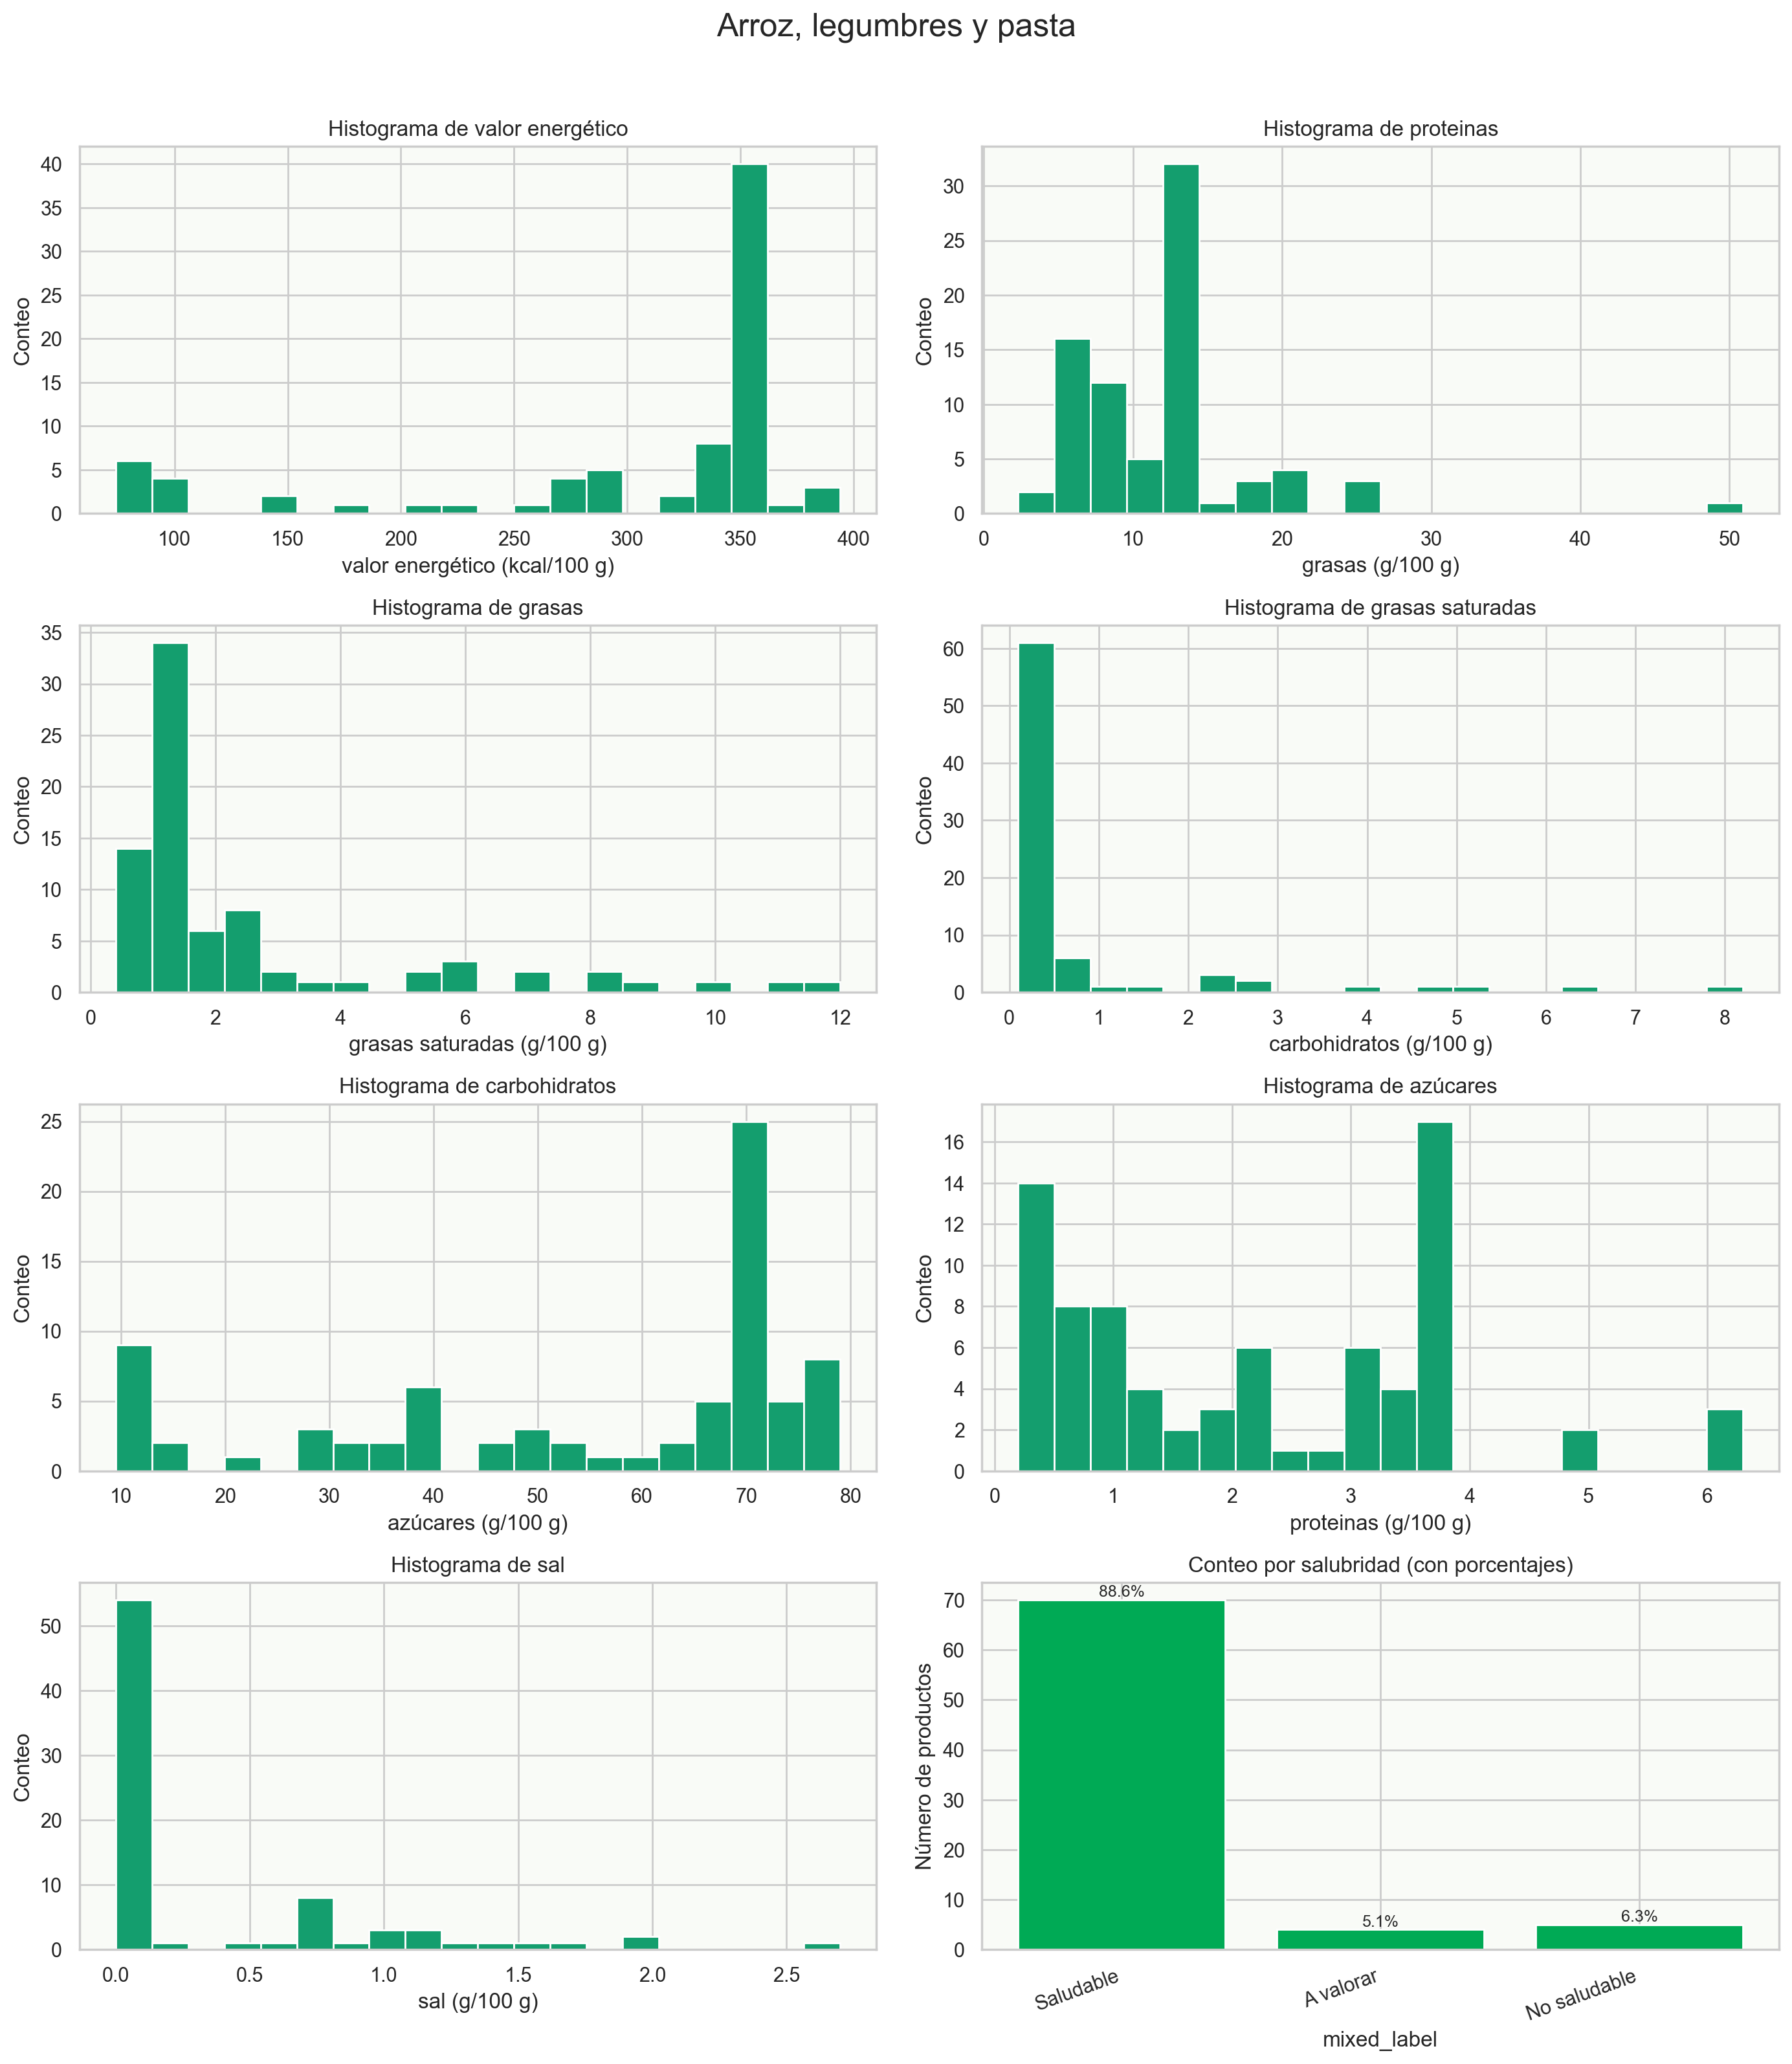 Arroz, legumbres y pasta
Histograma de valor energético
Conteo
40
35
30
25
20
15
10
5
0
100 150 200 250 300 350 400
valor energético (kcal/100 g)
Histograma de proteinas
Conteo
30
25
20
15
10
5
0
0 10 20 30 40 50
grasas (g/100 g)
Histograma de grasas
Conteo
35
30
25
20
15
10
5
0
0 2 4 6 8 10 12
grasas saturadas (g/100 g)
Histograma de grasas saturadas
Conteo
60
50
40
30
20
10
0
0 1 2 3 4 5 6 7 8
carbohidratos (g/100 g)
Histograma de carbohidratos
Conteo
25
20
15
10
5
0
10 20 30 40 50 60 70 80
azúcares (g/100 g)
Histograma de azúcares
Conteo
16
14
12
10
8
6
4
2
0
0 1 2 3 4 5 6
proteinas (g/100 g)
Histograma de sal
Conteo
50
40
30
20
10
0
0.0 0.5 1.0 1.5 2.0 2.5
sal (g/100 g)
Conteo por salubridad (con porcentajes)
Número de productos
70
60
50
40
30
20
10
0
88.6%
5.1%
6.3%
Saludable
A valorar
No saludable
mixed_label